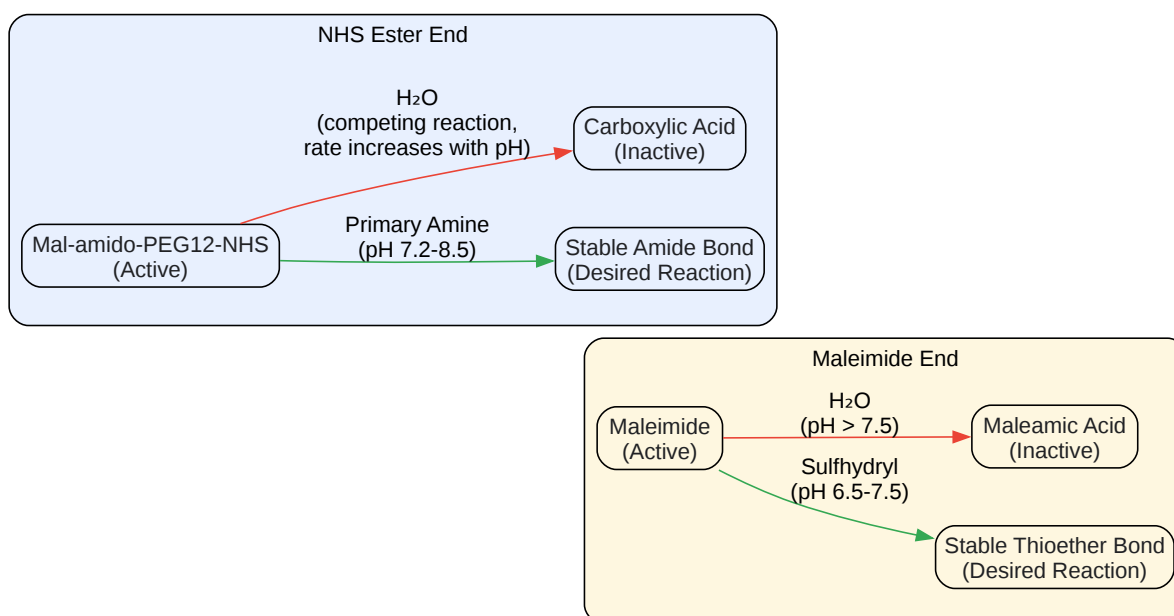 NHS Ester End
H₂O
(competing reaction,
rate increases with pH)
Carboxylic Acid
(Inactive)
Mal-amido-PEG12-NHS
(Active)
Primary Amine
(pH 7.2-8.5)
Stable Amide Bond
(Desired Reaction)
Maleimide End
Maleimide
(Active)
H₂O
(pH > 7.5)
Maleamic Acid
(Inactive)
Sulfhydryl
(pH 6.5-7.5)
Stable Thioether Bond
(Desired Reaction)